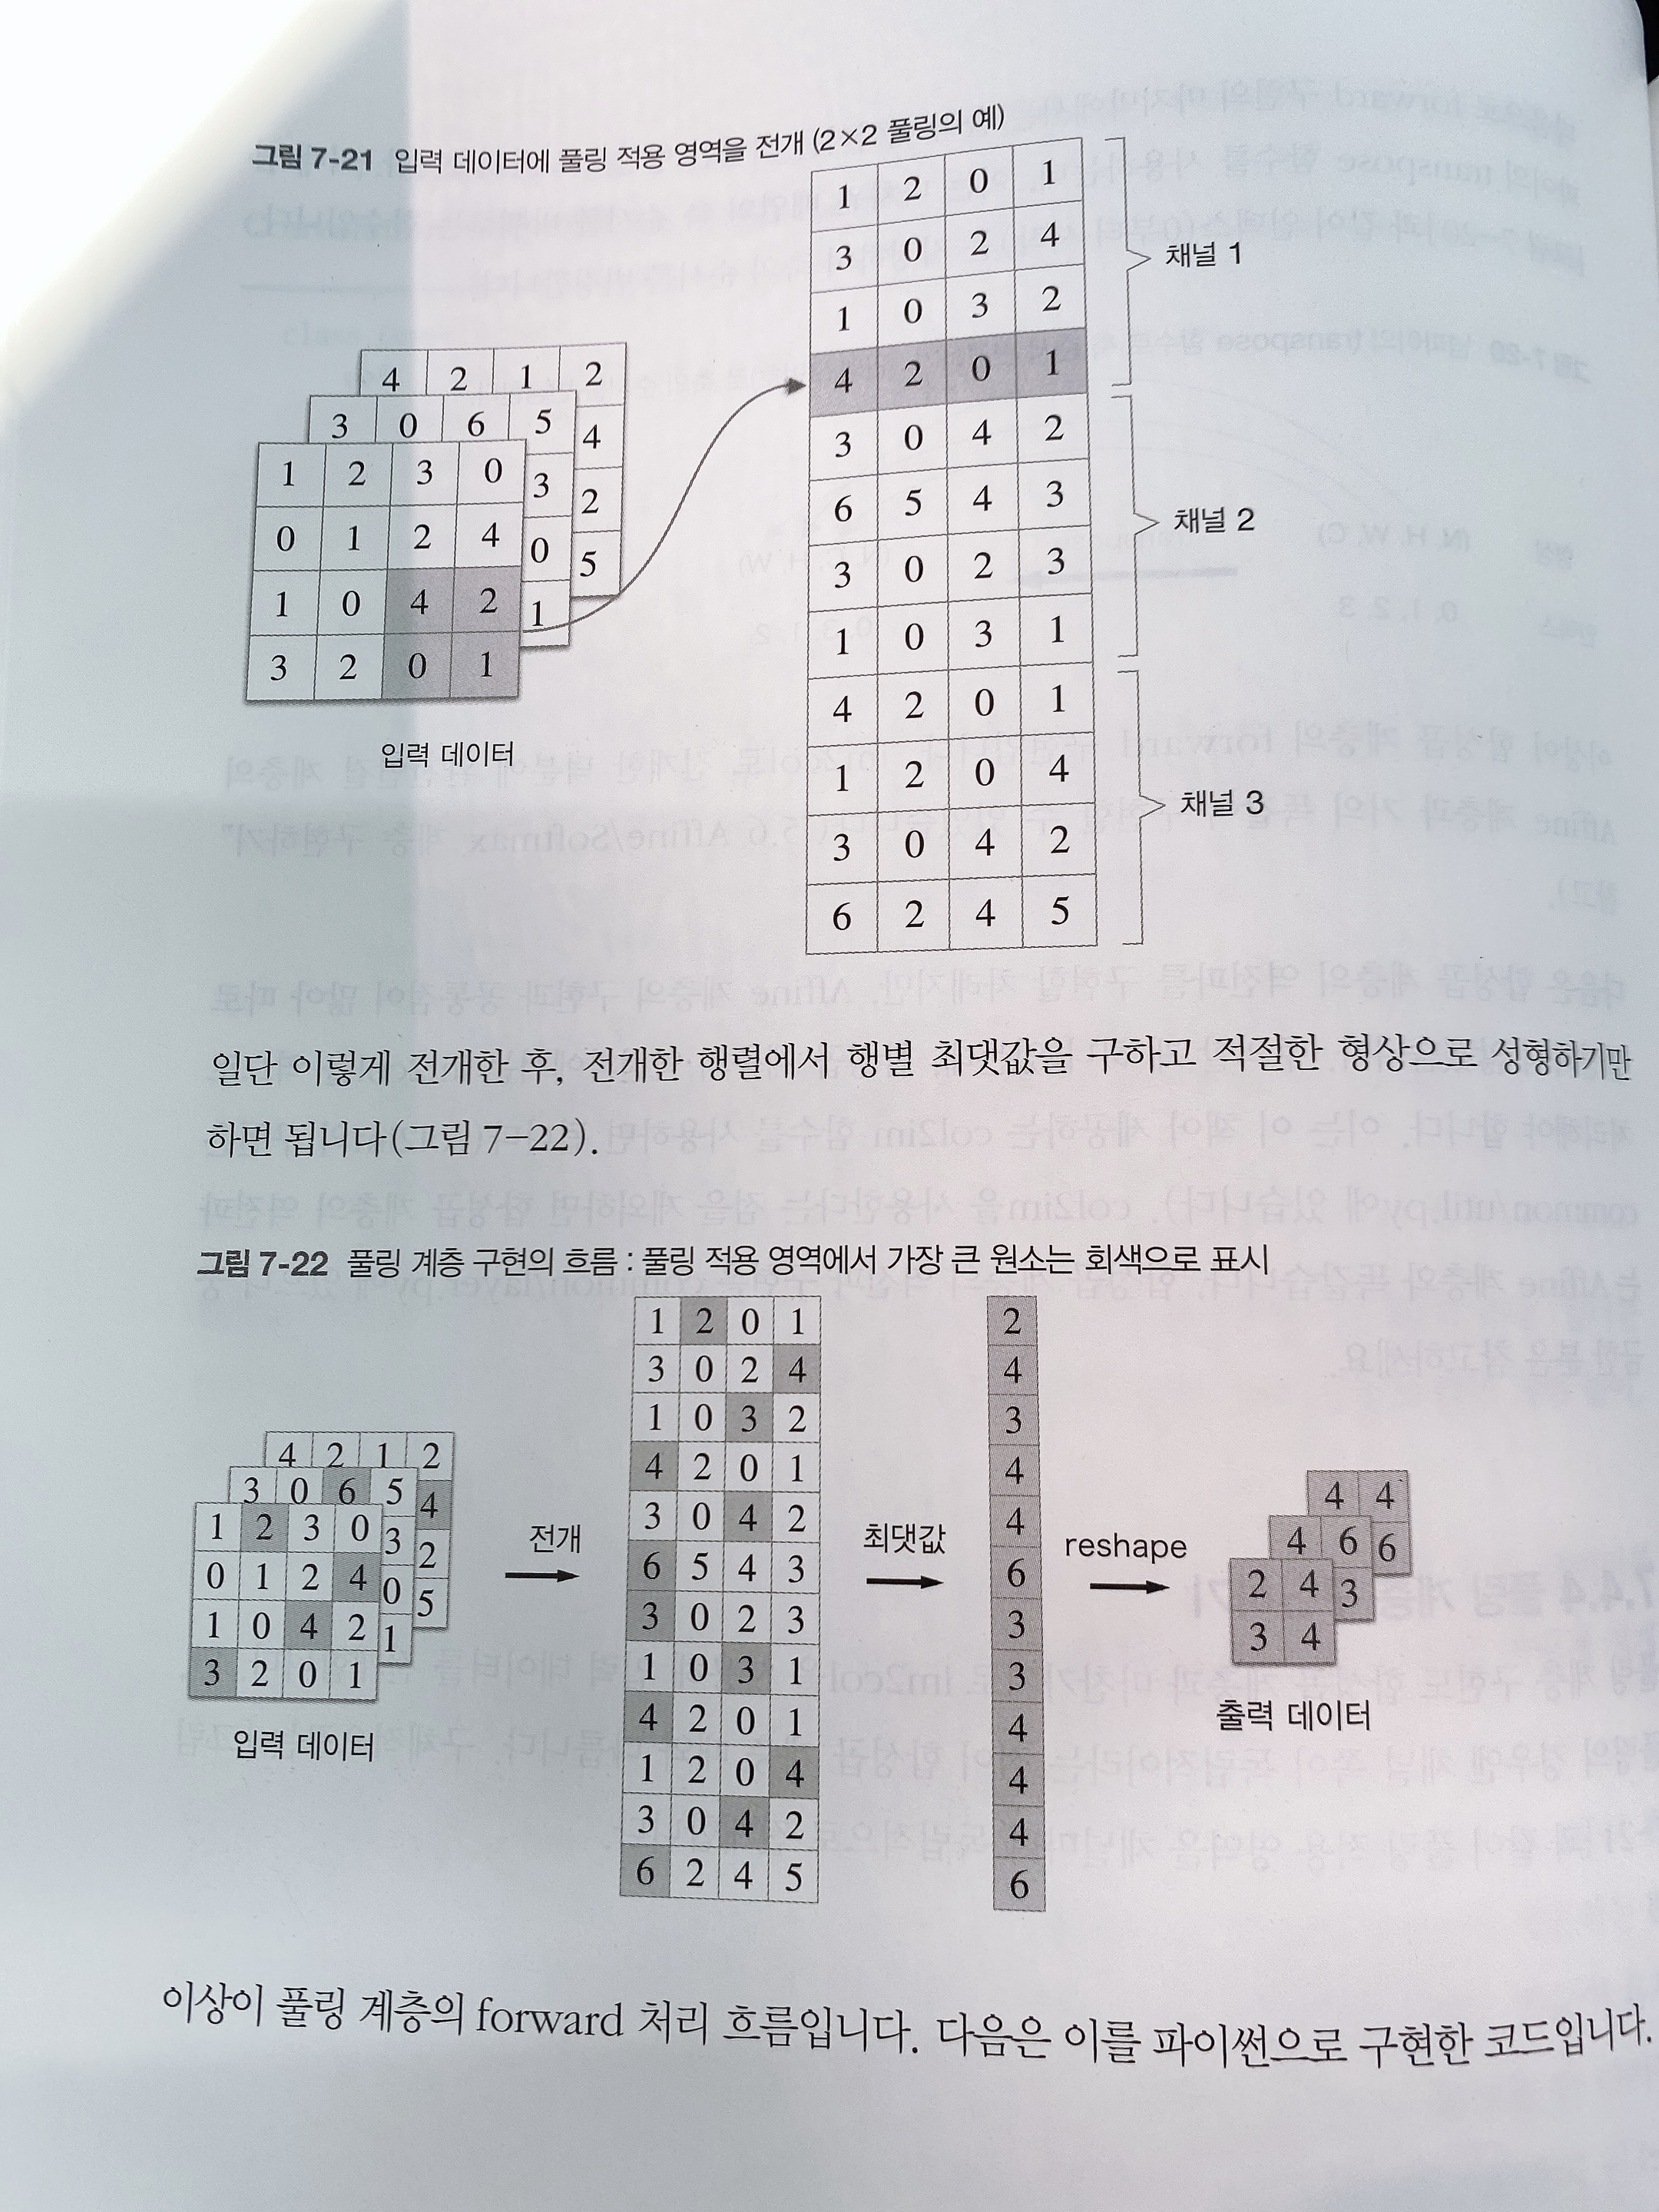 그림 7-21 입력 데이터에 풀링 적용 영역을 전개 (2×2 풀링의 예)
4 2 1 2
4
2
5
3 0 6 5
3
0
1
1 2 3 0
0 1 2 4
1 0 4 2
3 2 0 1
입력 데이터
1 2 0 1
3 0 2 4
1 0 3 2
4 2 0 1
채널 1
3 0 4 2
6 5 4 3
3 0 2 3
1 0 3 1
채널 2
4 2 0 1
1 2 0 4
3 0 4 2
6 2 4 5
채널 3
일단 이렇게 전개한 후, 전개한 행렬에서 행별 최댓값을 구하고 적절한 형상으로 성형하기만
하면 됩니다(그림 7-22).
그림 7-22 풀링 계층 구현의 흐름 : 풀링 적용 영역에서 가장 큰 원소는 회색으로 표시
4 2 1 2
4
2
5
3 0 6 5
3
0
1
1 2 3 0
0 1 2 4
1 0 4 2
3 2 0 1
입력 데이터
전개
1 2 0 1
3 0 2 4
1 0 3 2
4 2 0 1
3 0 4 2
6 5 4 3
3 0 2 3
1 0 3 1
4 2 0 1
1 2 0 4
3 0 4 2
6 2 4 5
최댓값
2
4
3
4
4
6
3
3
4
4
4
6
reshape
4 4
6
4 6
3
2 4
3 4
출력 데이터
이상이 풀링 계층의 forward 처리 흐름입니다. 다음은 이를 파이썬으로 구현한 코드입니다.